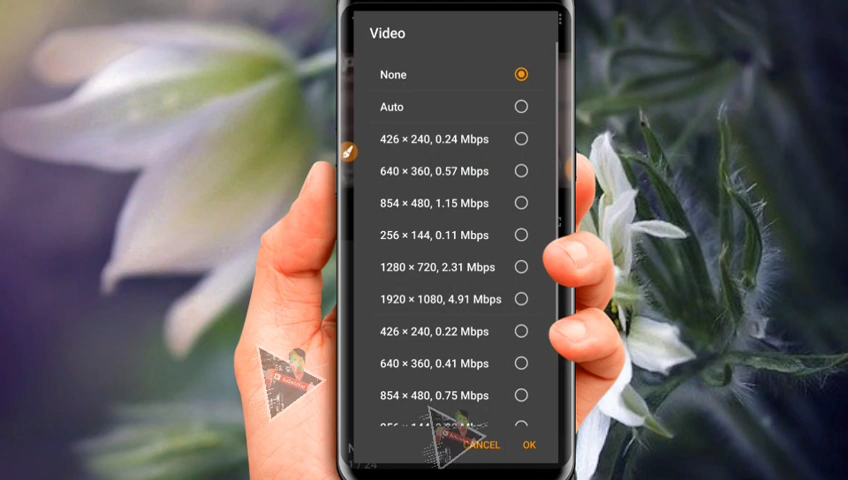 Video
None
Auto
426 × 240, 0.24 Mbps
640 × 360, 0.57 Mbps
854 × 480, 1.15 Mbps
256 × 144, 0.11 Mbps
1280 × 720, 2.31 Mbps
1920 × 1080, 4.91 Mbps
426 × 240, 0.22 Mbps
640 × 360, 0.41 Mbps
854 × 480, 0.75 Mbps
CANCEL OK
1 / 24